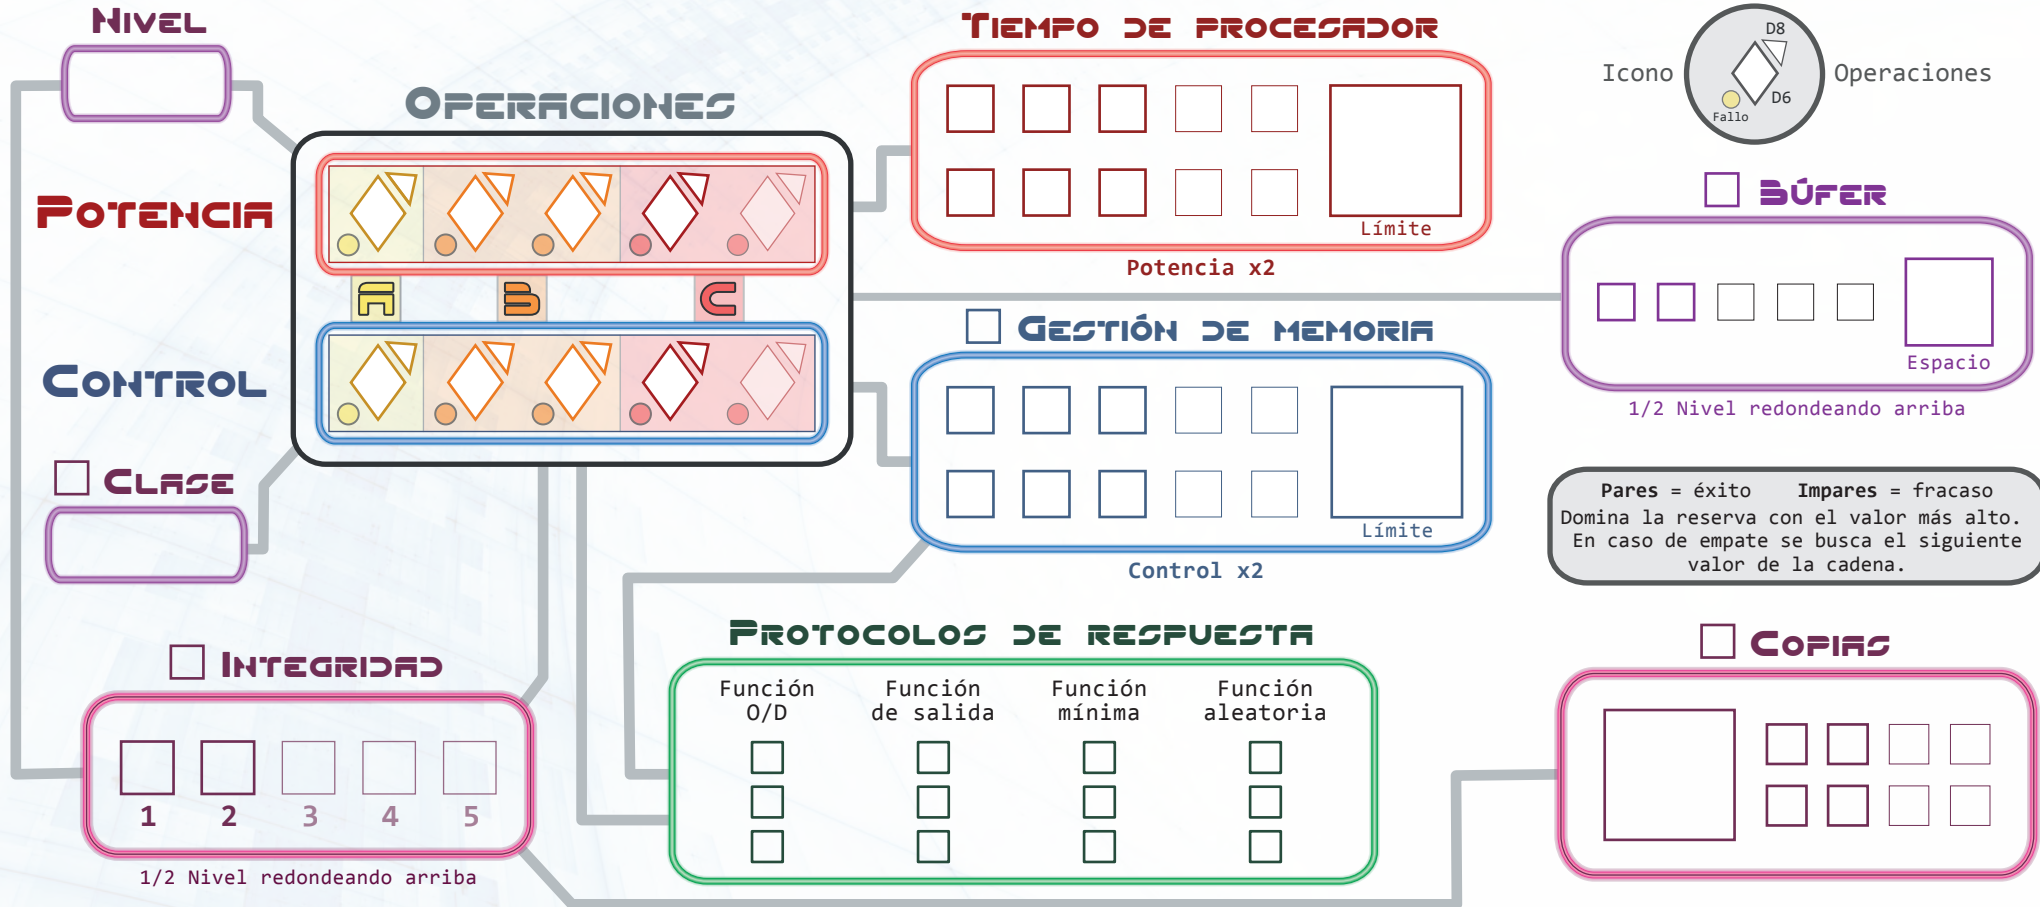 Nivel
Operaciones
Potencia
A B C
Control
Clase
Integridad
1 2 3 4 5
1/2 Nivel redondeando arriba
Tiempo de procesador
Límite
Potencia x2
Gestión de memoria
Límite
Control x2
Protocolos de respuesta
Función O/D
Función de salida
Función mínima
Función aleatoria
Icono
D8
D6
Fallo
Operaciones
Búfer
Espacio
1/2 Nivel redondeando arriba
Pares = éxito Impares = fracaso
Domina la reserva con el valor más alto.
En caso de empate se busca el siguiente
valor de la cadena.
Copias